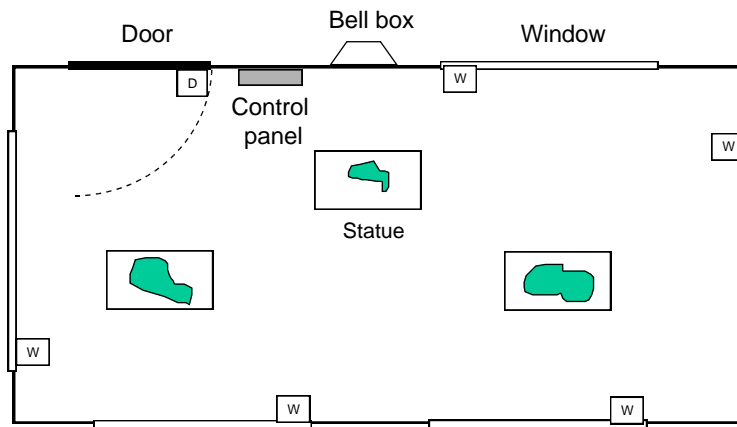 Bell box
Door
Window
D
W
Control
panel
W
Statue
W
W
W